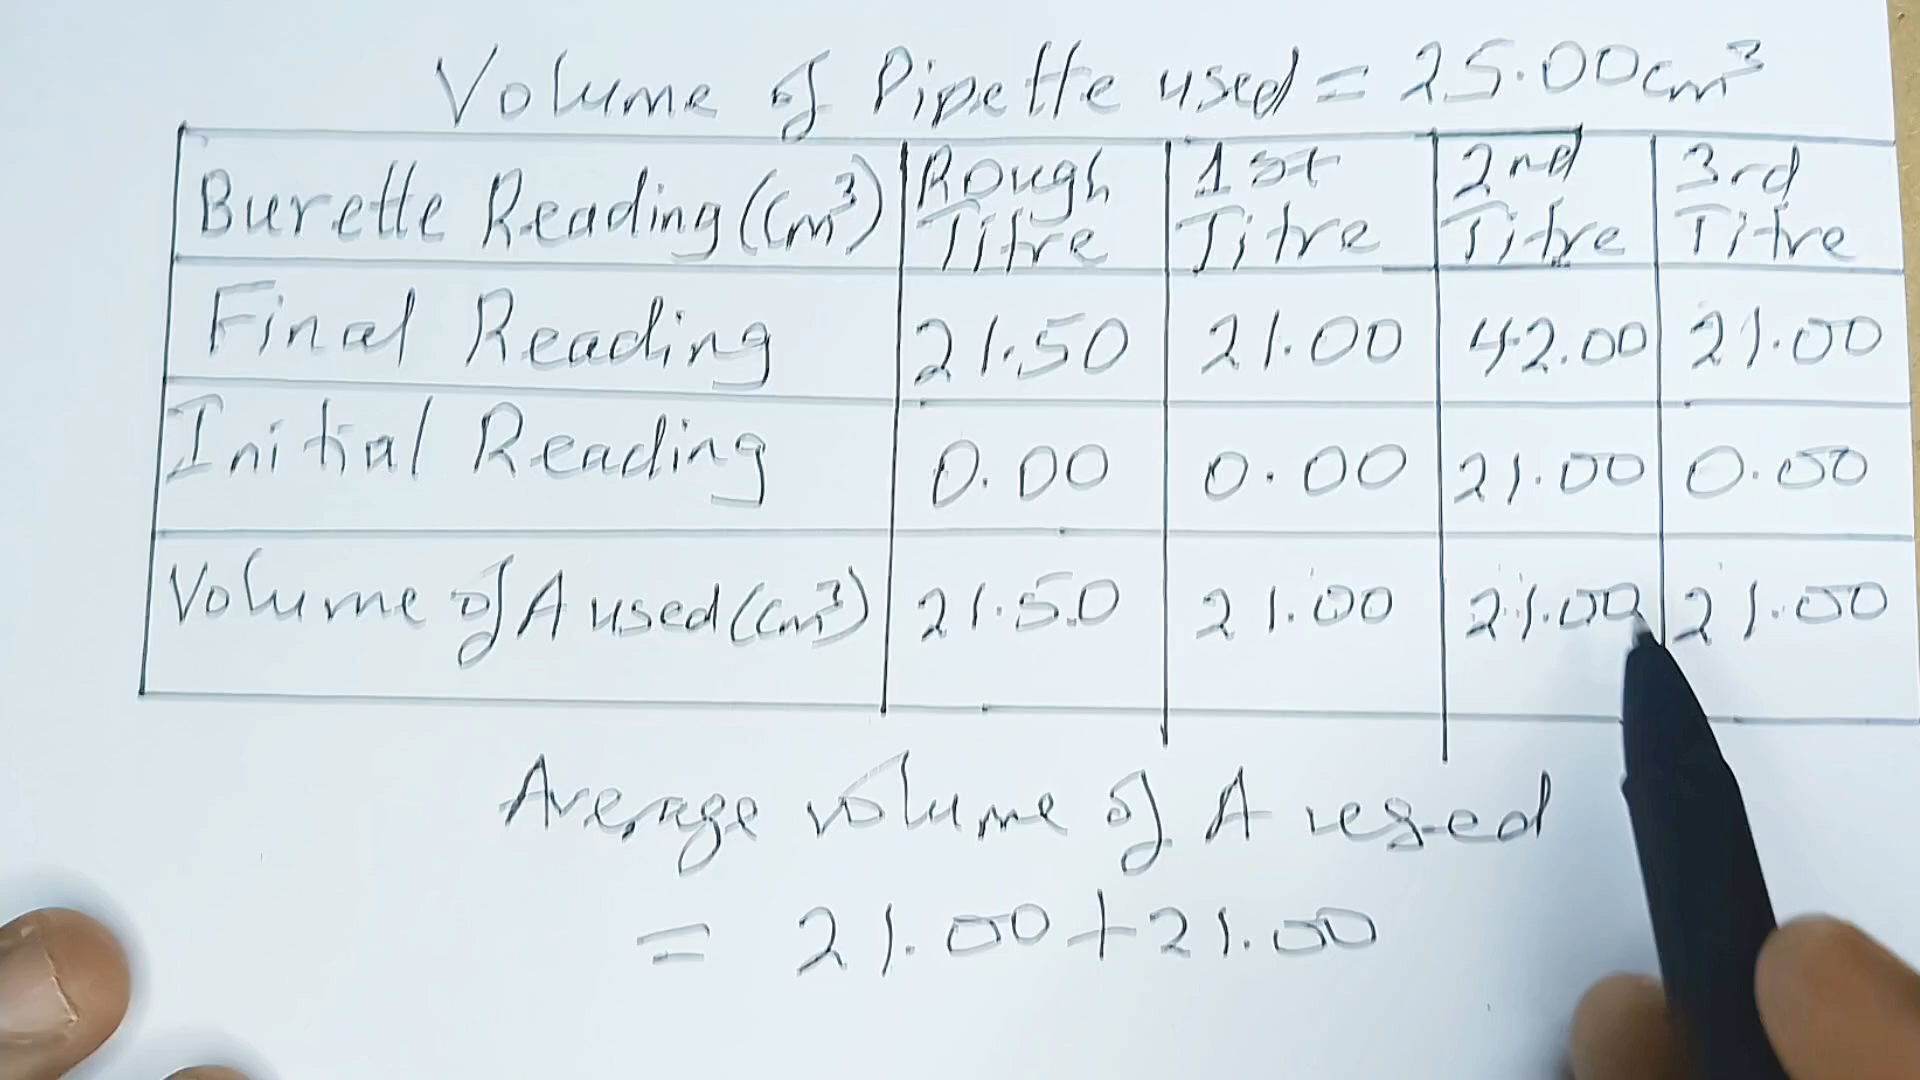 Volume of Pipette used = 25.00cm³
Burette Reading (Cm³) Rough Titre 1st Titre 2nd Titre 3rd Titre
Final Reading 21.50 21.00 42.00 21.00
Initial Reading 0.00 0.00 21.00 0.00
Volume of A used (Cm³) 21.50 21.00 21.00 21.00
Average volume of A used
= 21.00+21.00